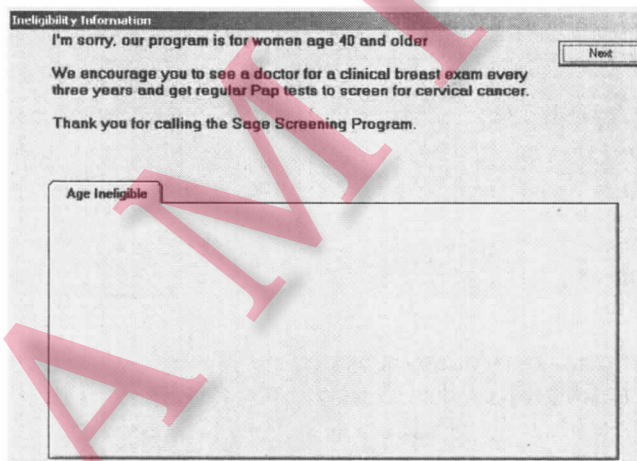 Ineligibility Information
I'm sorry, our program is for women age 40 and older
Next
We encourage you to see a doctor for a clinical breast exam every
three years and get regular Pap tests to screen for cervical cancer.
Thank you for calling the Sage Screening Program.
Age Ineligible